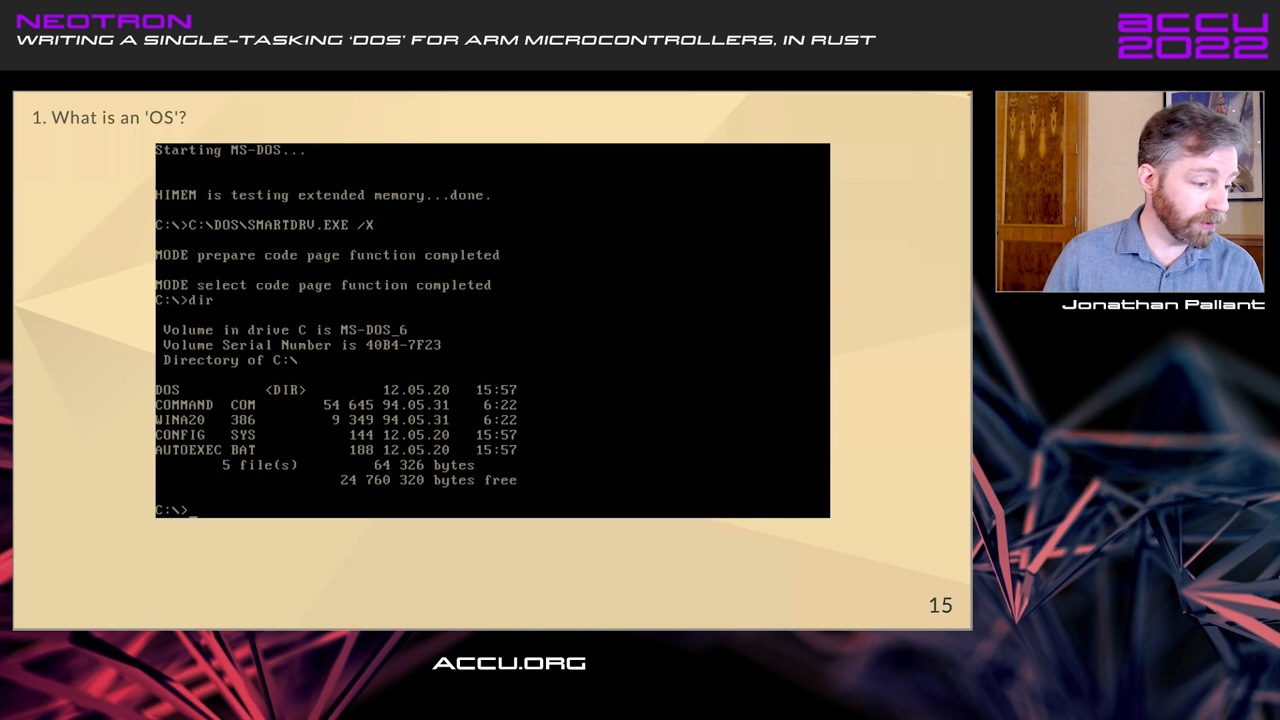 NEOTRON
WRITING A SINGLE-TASKING 'DOS' FOR ARM MICROCONTROLLERS, IN RUST
ACCU
2022
1. What is an 'OS'?
Starting MS-DOS...
HIMEM is testing extended memory...done.
C:\>C:\DOS\SMARTDRV.EXE /X
MODE prepare code page function completed
MODE select code page function completed
C:\>dir
Volume in drive C is MS-DOS_6
Volume Serial Number is 40B4-7F23
Directory of C:\
DOS <DIR> 12.05.20 15:57
COMMAND COM 54 645 94.05.31 6:22
WINA20 386 9 349 94.05.31 6:22
CONFIG SYS 144 12.05.20 15:57
AUTOEXEC BAT 188 12.05.20 15:57
5 file(s) 64 326 bytes
24 760 320 bytes free
C:\>_
15
Jonathan Pallant
ACCU.ORG